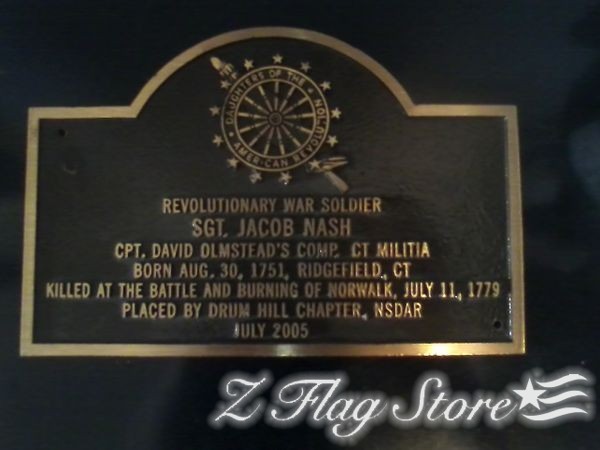 DAUGHTERS OF THE
AMERICAN REVOLUTION
REVOLUTIONARY WAR SOLDIER
SGT. JACOB NASH
CPT. DAVID OLMSTEAD'S COMP. CT MILITIA
BORN AUG. 30, 1751, RIDGEFIELD, CT
KILLED AT THE BATTLE AND BURNING OF NORWALK, JULY 11, 1779
PLACED BY DRUM HILL CHAPTER, NSDAR
JULY 2005
Z Flag Store